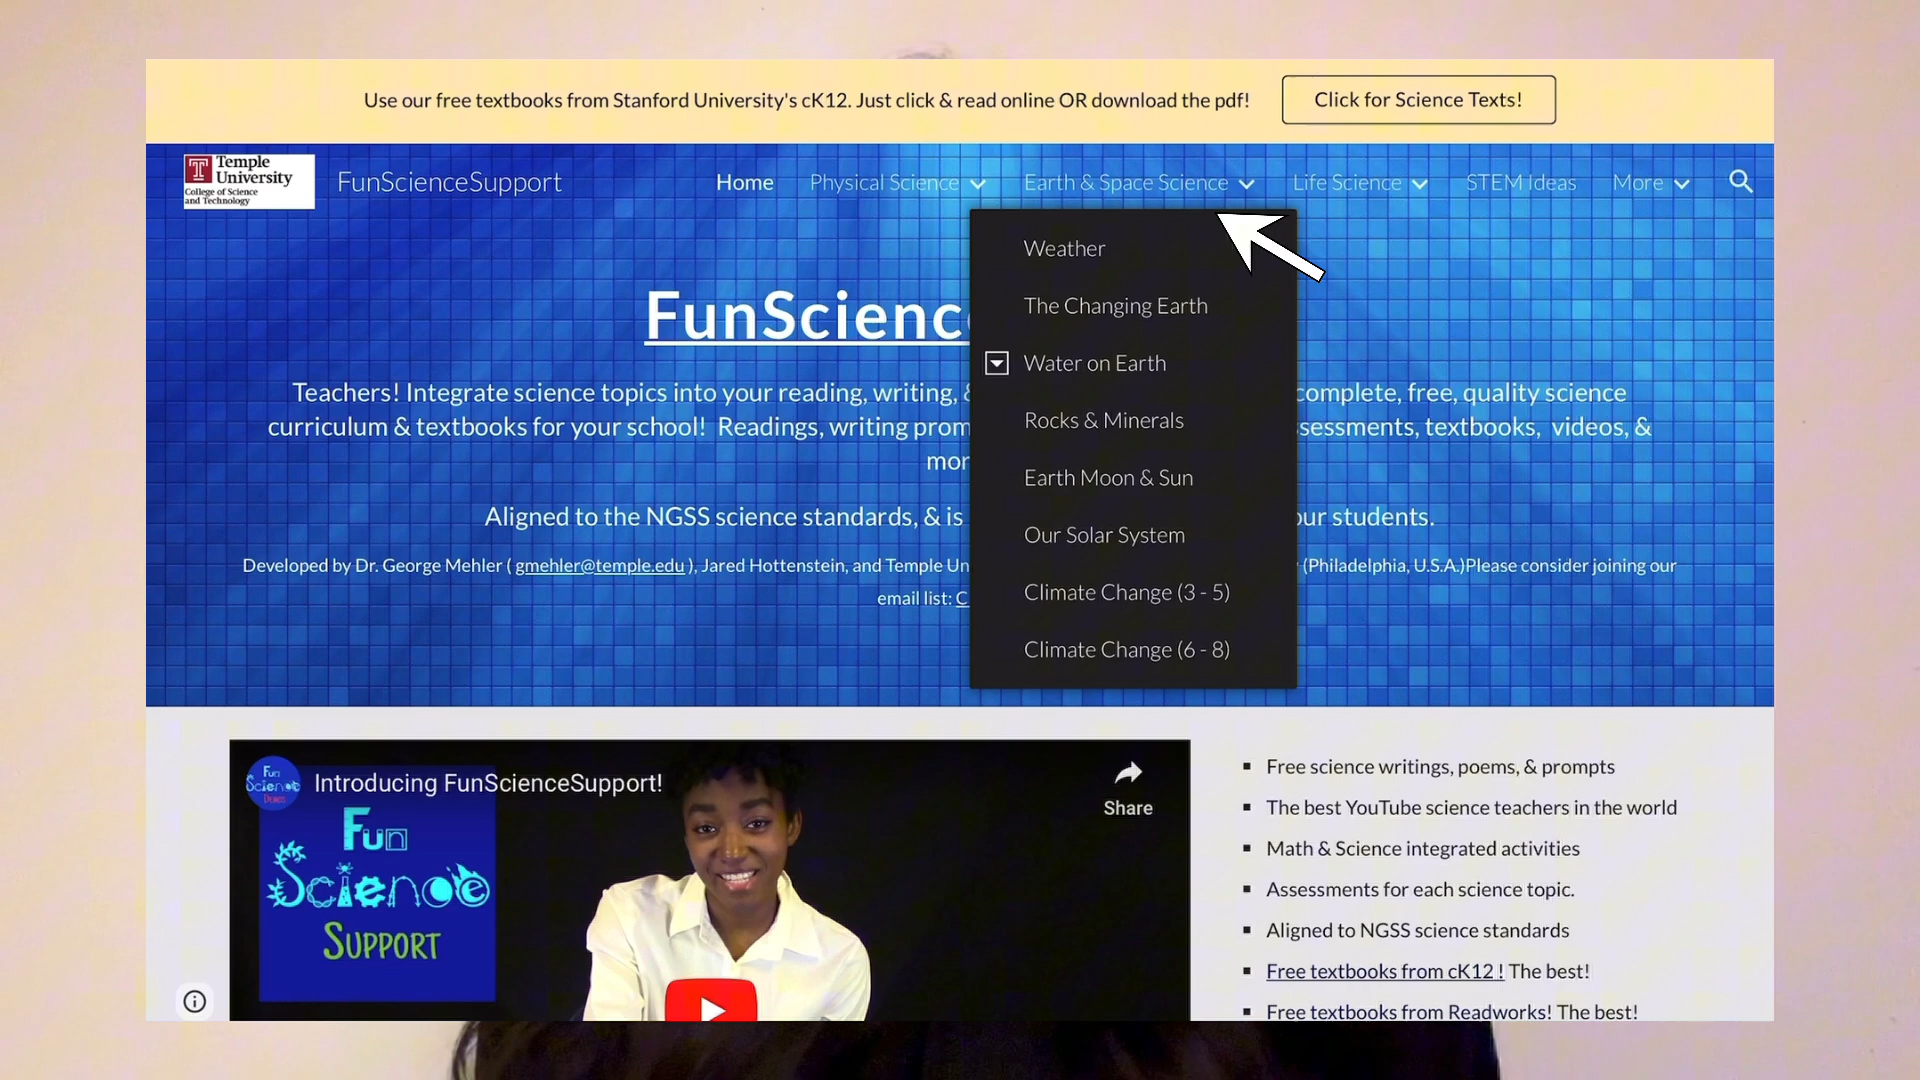 Use our free textbooks from Stanford University's cK12. Just click & read online OR download the pdf!
Click for Science Texts!
Temple
University
College of Science
and Technology
FunScienceSupport
Home
Physical Science
Earth & Space Science
Life Science
STEM Ideas
More
Weather
The Changing Earth
Water on Earth
Rocks & Minerals
Earth Moon & Sun
Our Solar System
Climate Change (3 - 5)
Climate Change (6 - 8)
FunScienc
Teachers! Integrate science topics into your reading, writing, & complete, free, quality science
curriculum & textbooks for your school! Readings, writing prom ssessments, textbooks, videos, &
mor
Aligned to the NGSS science standards, & is our students.
Developed by Dr. George Mehler ( gmehler@temple.edu ), Jared Hottenstein, and Temple Un (Philadelphia, U.S.A.)Please consider joining our
email list: C
Fun
Science
Demos
Introducing FunScienceSupport!
Share
Fun
Science
Support
Free science writings, poems, & prompts
The best YouTube science teachers in the world
Math & Science integrated activities
Assessments for each science topic.
Aligned to NGSS science standards
Free textbooks from cK12 ! The best!
Free textbooks from Readworks! The best!